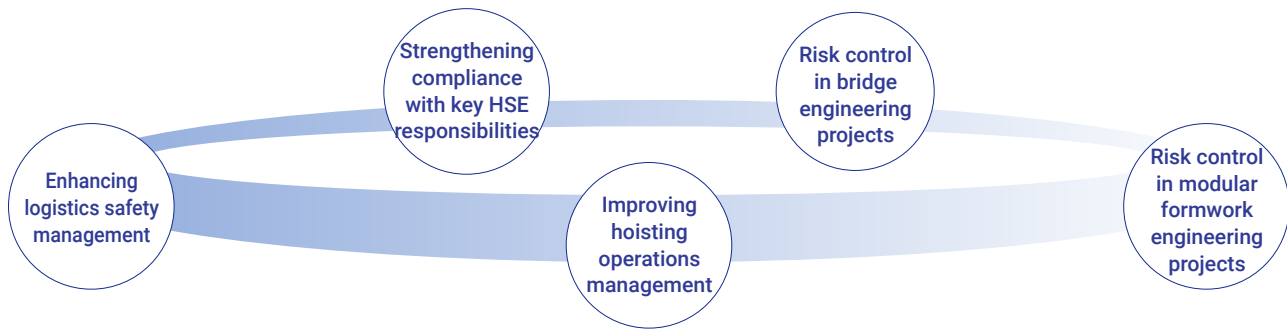 Strengthening
compliance
with key HSE
responsibilities
Risk control
in bridge
engineering
projects
Enhancing
logistics safety
management
Improving
hoisting
operations
management
Risk control
in modular
formwork
engineering
projects